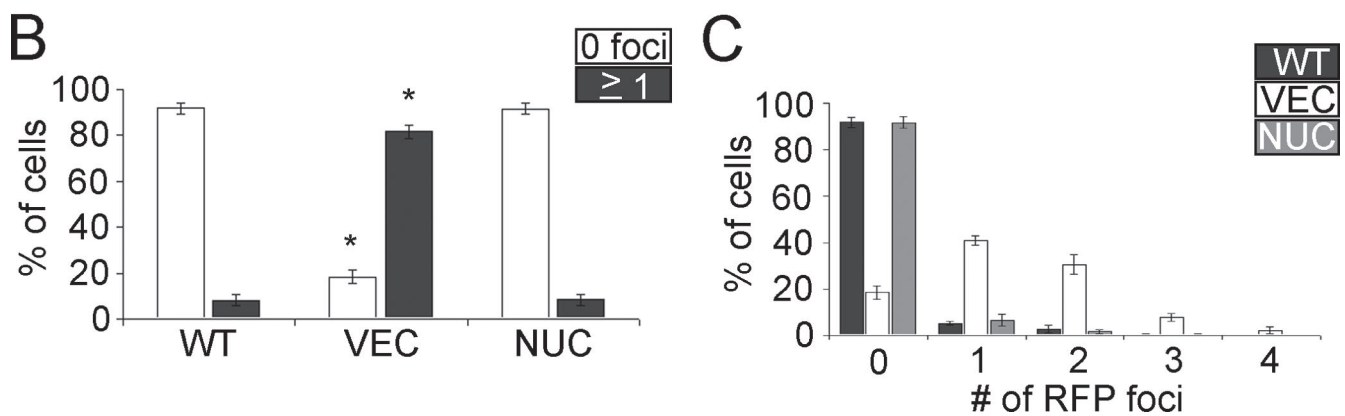 B
0 foci
≥ 1
% of cells
100
80
60
40
20
0
*
*
WT
VEC
NUC
C
WT
VEC
NUC
% of cells
100
80
60
40
20
0
0
1
2
3
4
# of RFP foci